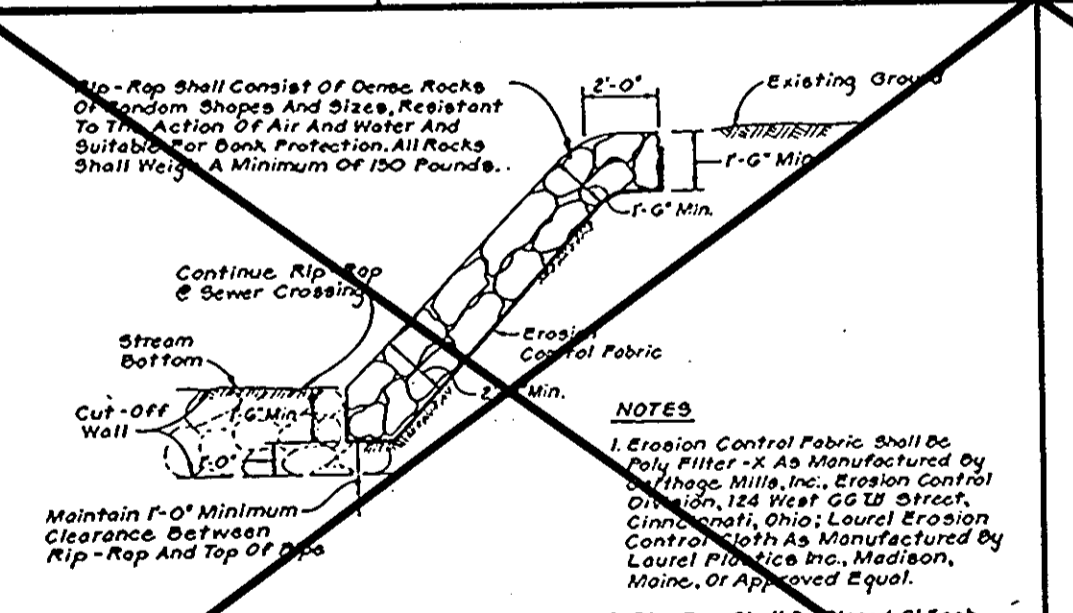 Rip-Rap Shall Consist Of Dense Rocks
Of Random Shapes And Sizes, Resistant
To The Action Of Air And Water And
Suitable For Bank Protection. All Rocks
Shall Weigh A Minimum Of 150 Pounds..
2'-0"
Existing Ground
1'-6" Min.
1'-6" Min.
Continue Rip-Rap
@ Sewer Crossing
Stream
Bottom
Erosion
Control Fabric
Min.
Cut-Off
Wall
1'-6" Min.
1'-0"
Maintain 1'-0" Minimum
Clearance Between
Rip-Rap And Top Of Pipe
NOTES
1. Erosion Control Fabric Shall Be
Poly Filter-X As Manufactured By
Carthage Mills, Inc., Erosion Control
Division, 124 West 66th Street,
Cinncinnati, Ohio; Laurel Erosion
Control Cloth As Manufactured By
Laurel Plastics Inc., Madison,
Maine, Or Approved Equal.